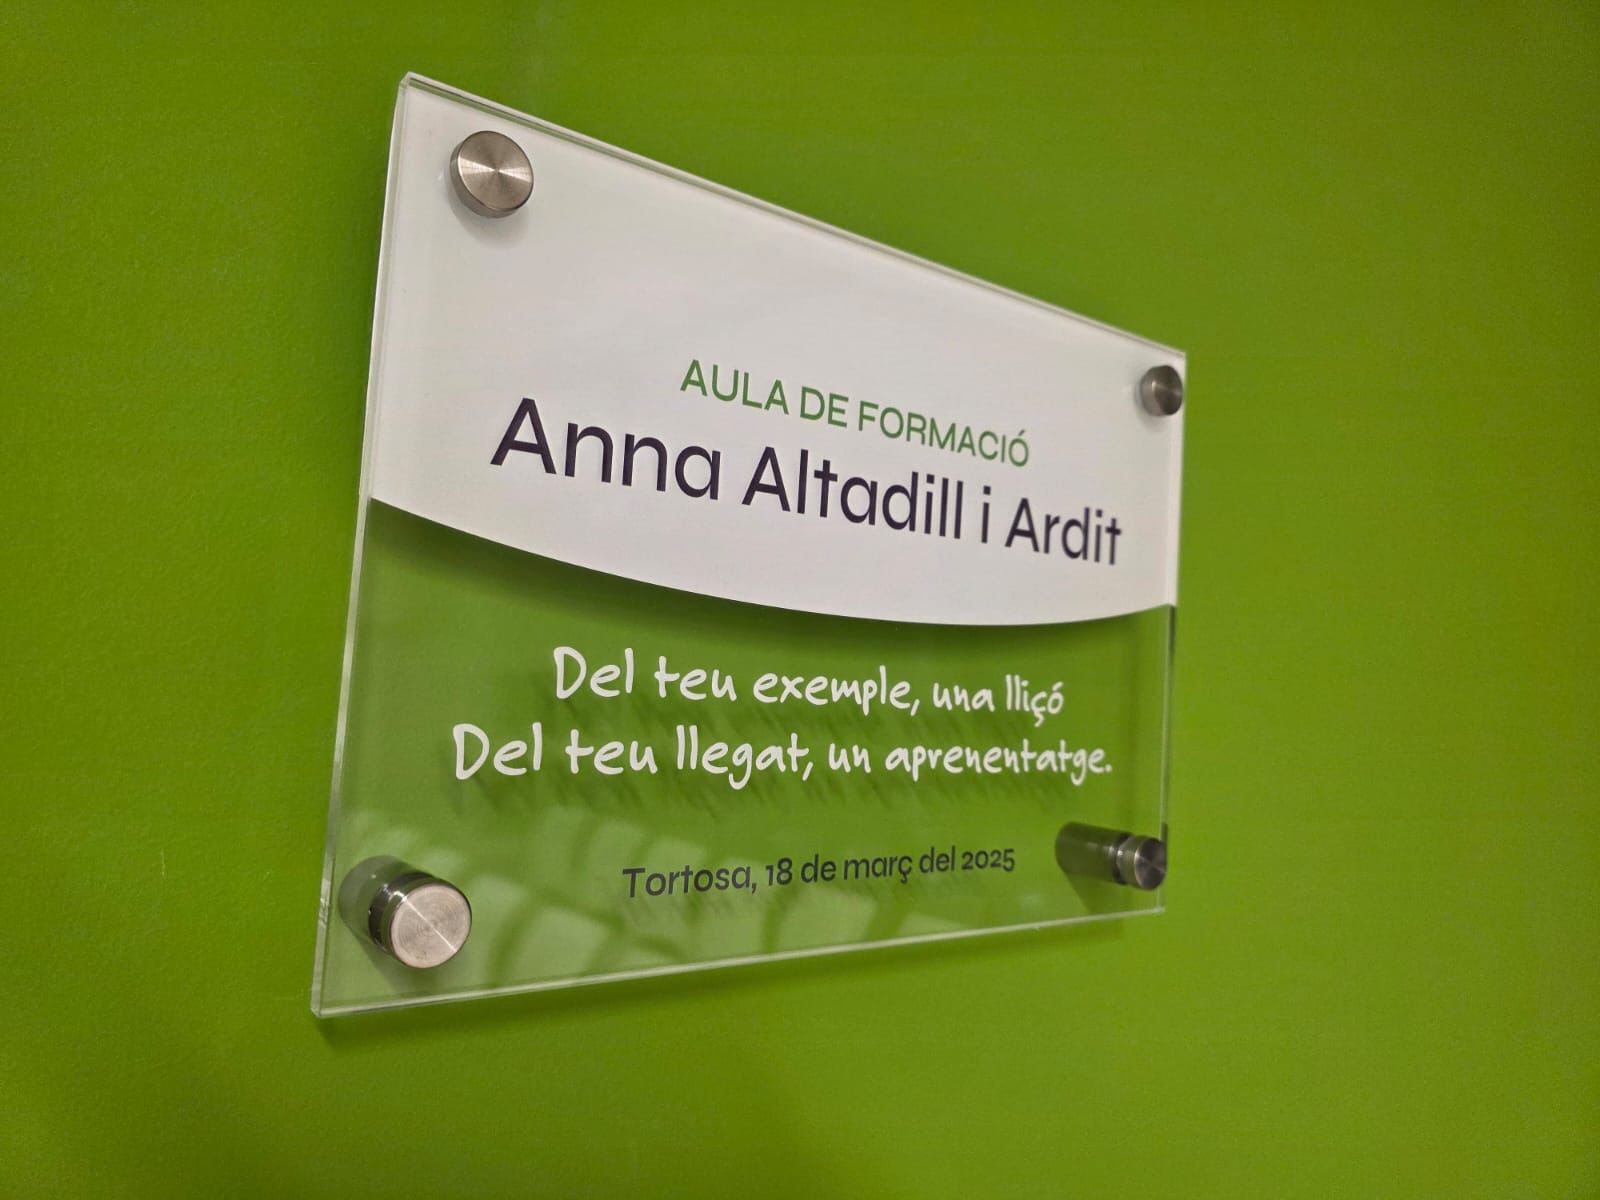 AULA DE FORMACIÓ
Anna Altadill i Ardit
Del teu exemple, una lliçó
Del teu llegat, un aprenentatge.
Tortosa, 18 de març del 2025